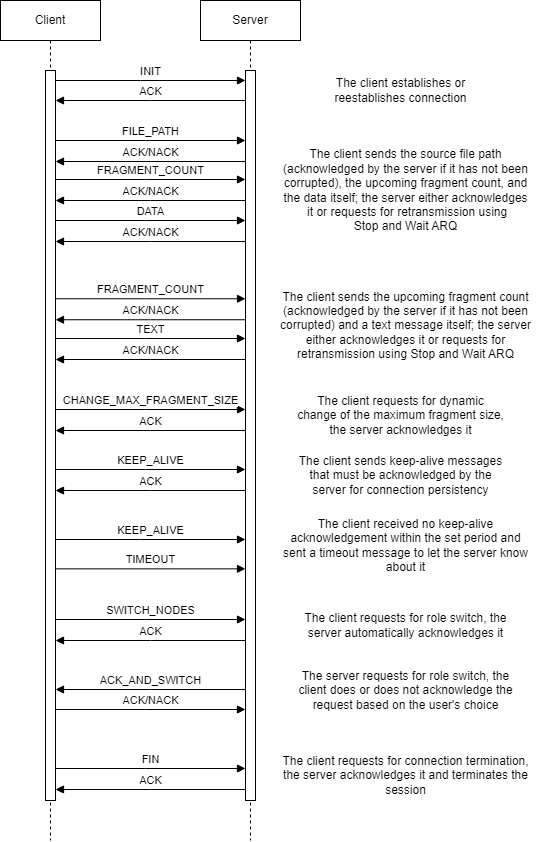 Client
Server
INIT
ACK
The client establishes or
reestablishes connection
FILE_PATH
ACK/NACK
FRAGMENT_COUNT
ACK/NACK
DATA
ACK/NACK
The client sends the source file path
(acknowledged by the server if it has not been
corrupted), the upcoming fragment count, and
the data itself; the server either acknowledges
it or requests for retransmission using
Stop and Wait ARQ
FRAGMENT_COUNT
ACK/NACK
TEXT
ACK/NACK
The client sends the upcoming fragment count
(acknowledged by the server if it has not been
corrupted) and a text message itself; the server
either acknowledges it or requests for
retransmission using Stop and Wait ARQ
CHANGE_MAX_FRAGMENT_SIZE
ACK
The client requests for dynamic
change of the maximum fragment size,
the server acknowledges it
KEEP_ALIVE
ACK
The client sends keep-alive messages
that must be acknowledged by the
server for connection persistency
KEEP_ALIVE
TIMEOUT
The client received no keep-alive
acknowledgement within the set period and
sent a timeout message to let the server know
about it
SWITCH_NODES
ACK
The client requests for role switch, the
server automatically acknowledges it
ACK_AND_SWITCH
ACK/NACK
The server requests for role switch, the
client does or does not acknowledge the
request based on the user's choice
FIN
ACK
The client requests for connection termination,
the server acknowledges it and terminates the
session